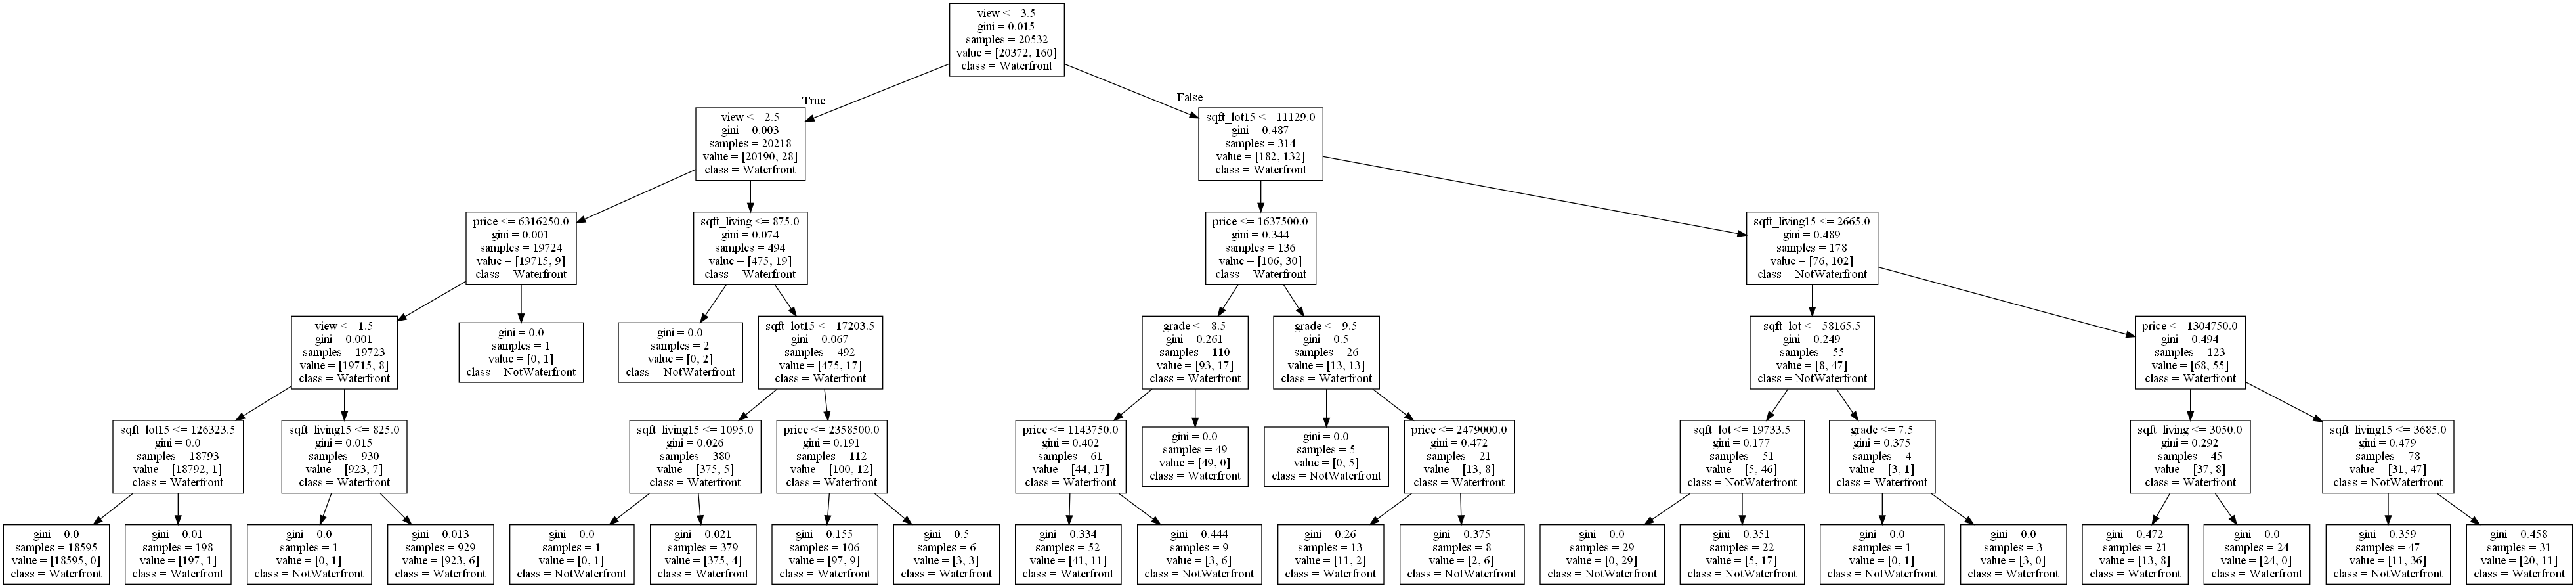 view <= 3.5
gini = 0.015
samples = 20532
value = [20372, 160]
class = Waterfront
True
False
view <= 2.5
gini = 0.003
samples = 20218
value = [20190, 28]
class = Waterfront
sqft_lot15 <= 11129.0
gini = 0.487
samples = 314
value = [182, 132]
class = Waterfront
price <= 6316250.0
gini = 0.001
samples = 19724
value = [19715, 9]
class = Waterfront
sqft_living <= 875.0
gini = 0.074
samples = 494
value = [475, 19]
class = Waterfront
price <= 1637500.0
gini = 0.344
samples = 136
value = [106, 30]
class = Waterfront
sqft_living15 <= 2665.0
gini = 0.489
samples = 178
value = [76, 102]
class = NotWaterfront
view <= 1.5
gini = 0.001
samples = 19723
value = [19715, 8]
class = Waterfront
gini = 0.0
samples = 1
value = [0, 1]
class = NotWaterfront
gini = 0.0
samples = 2
value = [0, 2]
class = NotWaterfront
sqft_lot15 <= 17203.5
gini = 0.067
samples = 492
value = [475, 17]
class = Waterfront
grade <= 8.5
gini = 0.261
samples = 110
value = [93, 17]
class = Waterfront
grade <= 9.5
gini = 0.5
samples = 26
value = [13, 13]
class = Waterfront
sqft_lot <= 58165.5
gini = 0.249
samples = 55
value = [8, 47]
class = NotWaterfront
price <= 1304750.0
gini = 0.494
samples = 123
value = [68, 55]
class = Waterfront
sqft_lot15 <= 126323.5
gini = 0.0
samples = 18793
value = [18792, 1]
class = Waterfront
sqft_living15 <= 825.0
gini = 0.015
samples = 930
value = [923, 7]
class = Waterfront
sqft_living15 <= 1095.0
gini = 0.026
samples = 380
value = [375, 5]
class = Waterfront
price <= 2358500.0
gini = 0.191
samples = 112
value = [100, 12]
class = Waterfront
price <= 1143750.0
gini = 0.402
samples = 61
value = [44, 17]
class = Waterfront
gini = 0.0
samples = 49
value = [49, 0]
class = Waterfront
gini = 0.0
samples = 5
value = [0, 5]
class = NotWaterfront
price <= 2479000.0
gini = 0.472
samples = 21
value = [13, 8]
class = Waterfront
sqft_lot <= 19733.5
gini = 0.177
samples = 51
value = [5, 46]
class = NotWaterfront
grade <= 7.5
gini = 0.375
samples = 4
value = [3, 1]
class = Waterfront
sqft_living <= 3050.0
gini = 0.292
samples = 45
value = [37, 8]
class = Waterfront
sqft_living15 <= 3685.0
gini = 0.479
samples = 78
value = [31, 47]
class = NotWaterfront
gini = 0.0
samples = 18595
value = [18595, 0]
class = Waterfront
gini = 0.01
samples = 198
value = [197, 1]
class = Waterfront
gini = 0.0
samples = 1
value = [0, 1]
class = NotWaterfront
gini = 0.013
samples = 929
value = [923, 6]
class = Waterfront
gini = 0.0
samples = 1
value = [0, 1]
class = NotWaterfront
gini = 0.021
samples = 379
value = [375, 4]
class = Waterfront
gini = 0.155
samples = 106
value = [97, 9]
class = Waterfront
gini = 0.5
samples = 6
value = [3, 3]
class = Waterfront
gini = 0.334
samples = 52
value = [41, 11]
class = Waterfront
gini = 0.444
samples = 9
value = [3, 6]
class = NotWaterfront
gini = 0.26
samples = 13
value = [11, 2]
class = Waterfront
gini = 0.375
samples = 8
value = [2, 6]
class = NotWaterfront
gini = 0.0
samples = 29
value = [0, 29]
class = NotWaterfront
gini = 0.351
samples = 22
value = [5, 17]
class = NotWaterfront
gini = 0.0
samples = 1
value = [0, 1]
class = NotWaterfront
gini = 0.0
samples = 3
value = [3, 0]
class = Waterfront
gini = 0.472
samples = 21
value = [13, 8]
class = Waterfront
gini = 0.0
samples = 24
value = [24, 0]
class = Waterfront
gini = 0.359
samples = 47
value = [11, 36]
class = NotWaterfront
gini = 0.458
samples = 31
value = [20, 11]
class = Waterfront